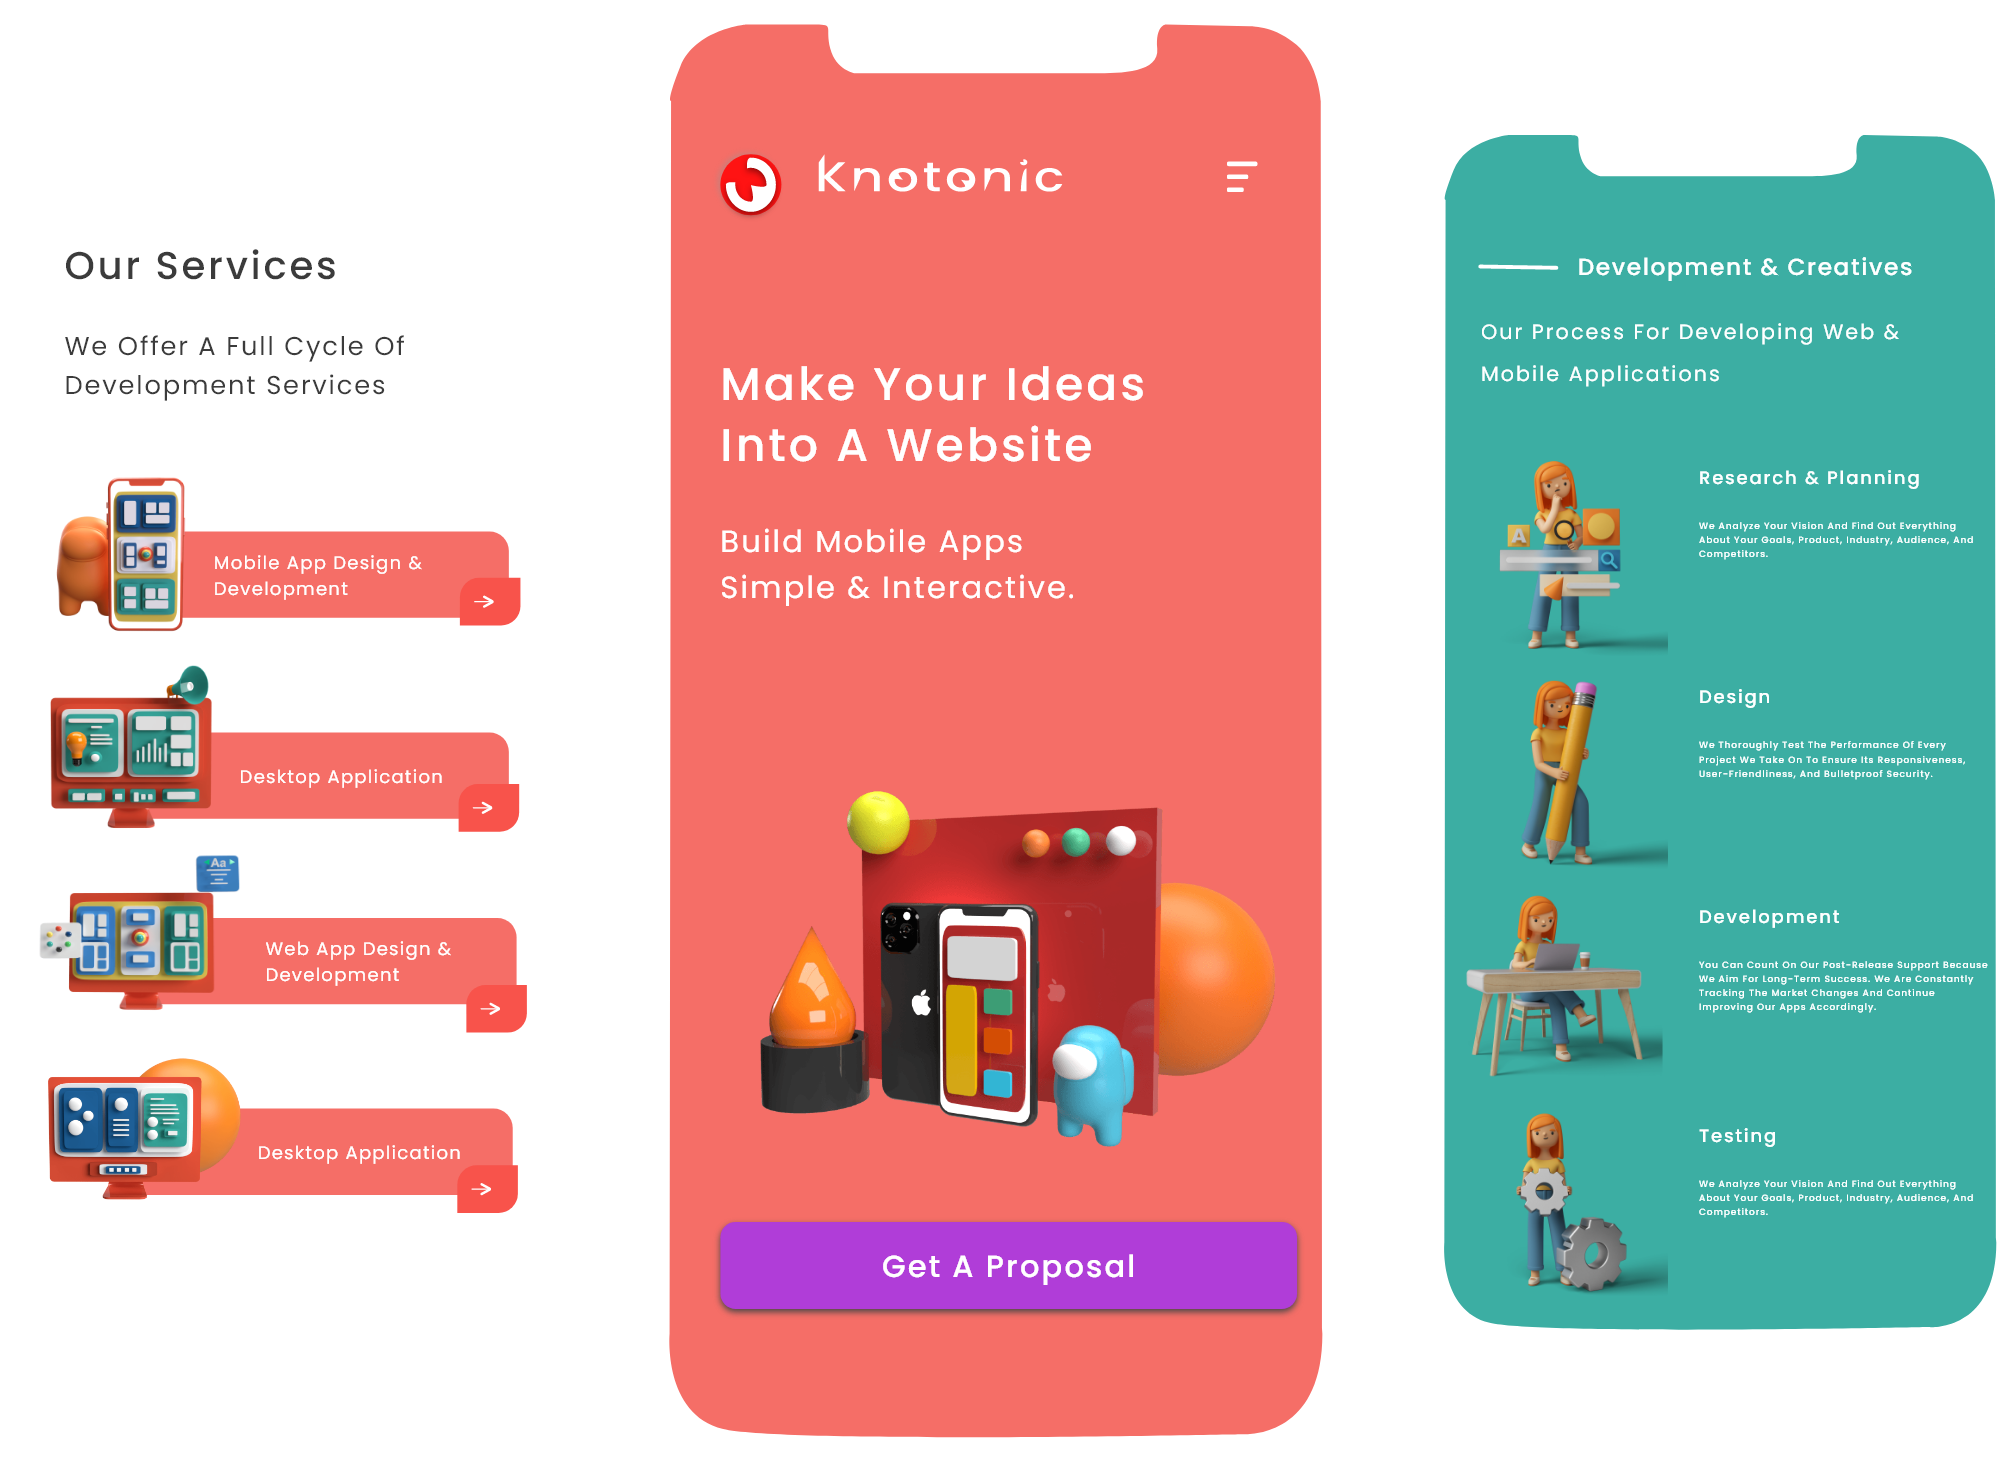 Our Services
We Offer A Full Cycle Of
Development Services
Mobile App Design &
Development
Desktop Application
Aa
Web App Design &
Development
Desktop Application
Knotonic
Make Your Ideas
Into A Website
Build Mobile Apps
Simple & Interactive.
Get A Proposal
Development & Creatives
Our Process For Developing Web &
Mobile Applications
A
Research & Planning
We Analyze Your Vision And Find Out Everything
About Your Goals, Product, Industry, Audience, And
Competitors.
Design
We Thoroughly Test The Performance Of Every
Project We Take On To Ensure Its Responsiveness,
User-Friendliness, And Bulletproof Security.
Development
You Can Count On Our Post-Release Support Because
We Aim For Long-Term Success. We Are Constantly
Tracking The Market Changes And Continue
Improving Our Apps Accordingly.
Testing
We Analyze Your Vision And Find Out Everything
About Your Goals, Product, Industry, Audience, And
Competitors.